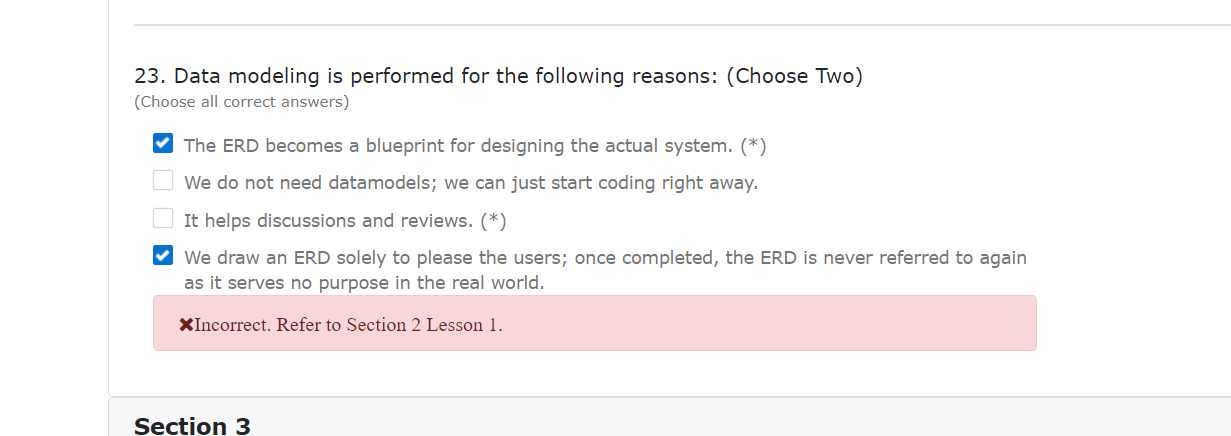 23. Data modeling is performed for the following reasons: (Choose Two)
(Choose all correct answers)
The ERD becomes a blueprint for designing the actual system. (*)
We do not need datamodels; we can just start coding right away.
It helps discussions and reviews. (*)
We draw an ERD solely to please the users; once completed, the ERD is never referred to again
as it serves no purpose in the real world.
✖Incorrect. Refer to Section 2 Lesson 1.
Section 3